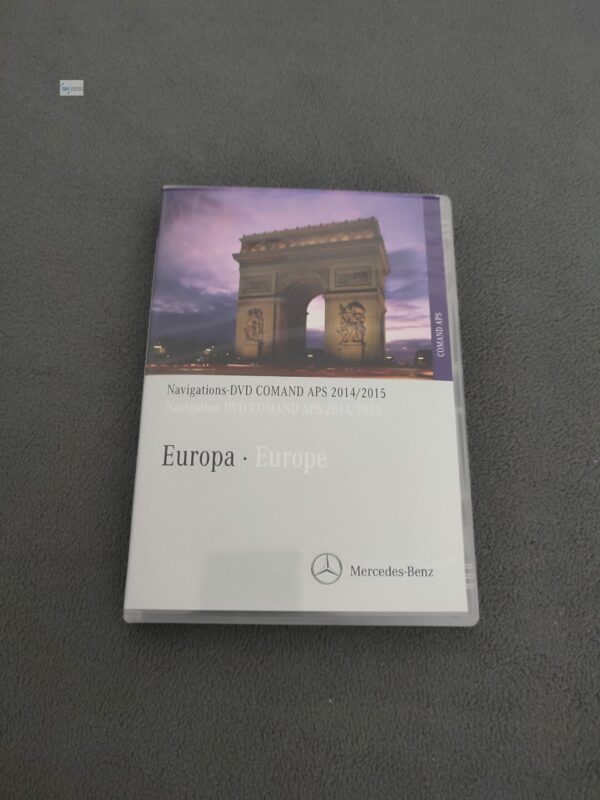 COMAND APS
Navigations-DVD COMAND APS 2014/2015
Navigation DVD COMAND APS 2014/2015
Europa · Europe
Mercedes-Benz